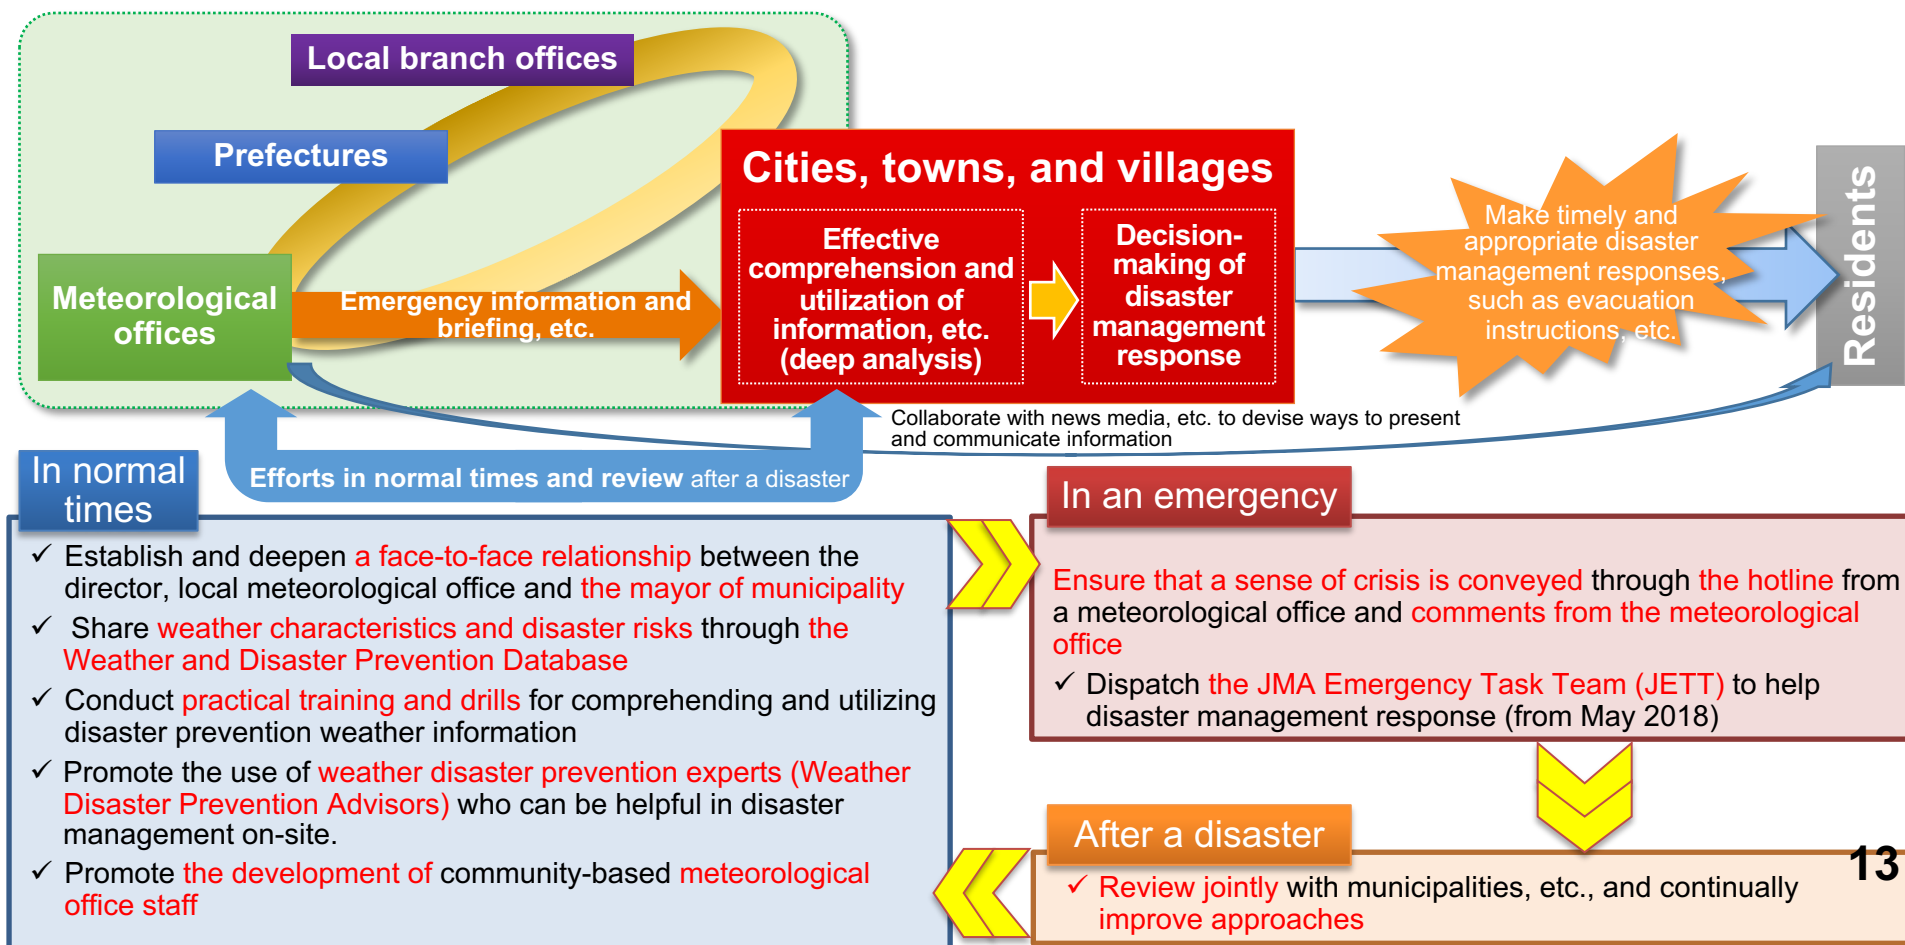 Local branch offices
Prefectures
Meteorological
offices
Emergency information and
briefing, etc.
Cities, towns, and villages
Effective
comprehension and
utilization of
information, etc.
(deep analysis)
Decision-
making of
disaster
management
response
Make timely and
appropriate disaster
management responses,
such as evacuation
instructions, etc.
Residents
Collaborate with news media, etc. to devise ways to present
and communicate information
Efforts in normal times and review after a disaster
In normal
times
✓ Establish and deepen a face-to-face relationship between the
director, local meteorological office and the mayor of municipality
✓ Share weather characteristics and disaster risks through the
Weather and Disaster Prevention Database
✓ Conduct practical training and drills for comprehending and utilizing
disaster prevention weather information
✓ Promote the use of weather disaster prevention experts (Weather
Disaster Prevention Advisors) who can be helpful in disaster
management on-site.
✓ Promote the development of community-based meteorological
office staff
In an emergency
Ensure that a sense of crisis is conveyed through the hotline from
a meteorological office and comments from the meteorological
office
✓ Dispatch the JMA Emergency Task Team (JETT) to help
disaster management response (from May 2018)
After a disaster
✓ Review jointly with municipalities, etc., and continually
improve approaches
13